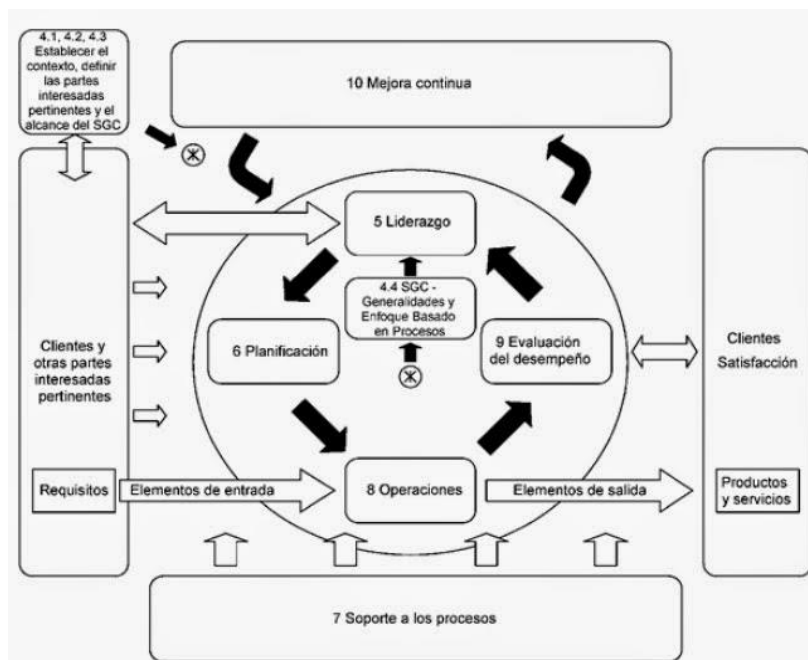 4.1, 4.2, 4.3
Establecer el
contexto, definir
las partes
interesadas
pertinentes y el
alcance del SGC
10 Mejora continua
5 Liderazgo
4.4 SGC -
Generalidades y
Enfoque Basado
en Procesos
6 Planificación
9 Evaluación
del desempeño
Clientes y
otras partes
interesadas
pertinentes
Clientes
Satisfacción
Requisitos
Elementos de entrada
8 Operaciones
Elementos de salida
Productos
y servicios
7 Soporte a los procesos